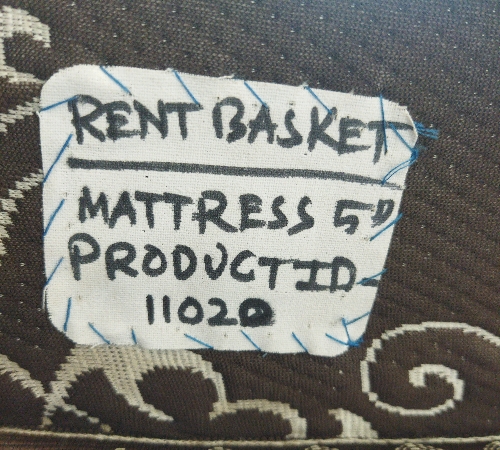 RENT BASKET
MATTRESS 5"
PRODUCT ID-
11020